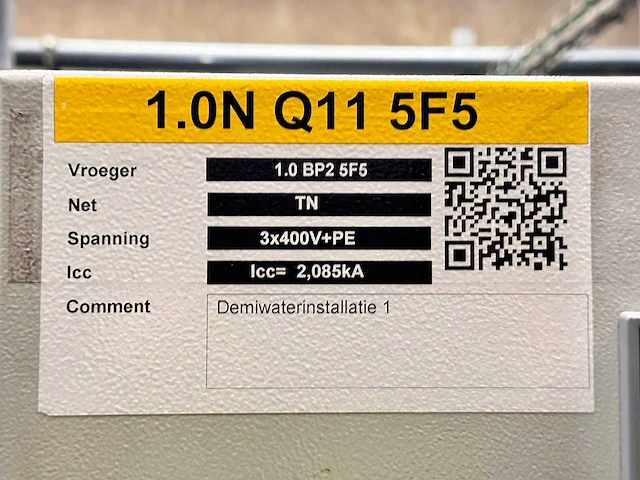 1.0N Q11 5F5
Vroeger 1.0 BP2 5F5
Net TN
Spanning 3x400V+PE
Icc Icc= 2,085kA
Comment Demiwaterinstallatie 1